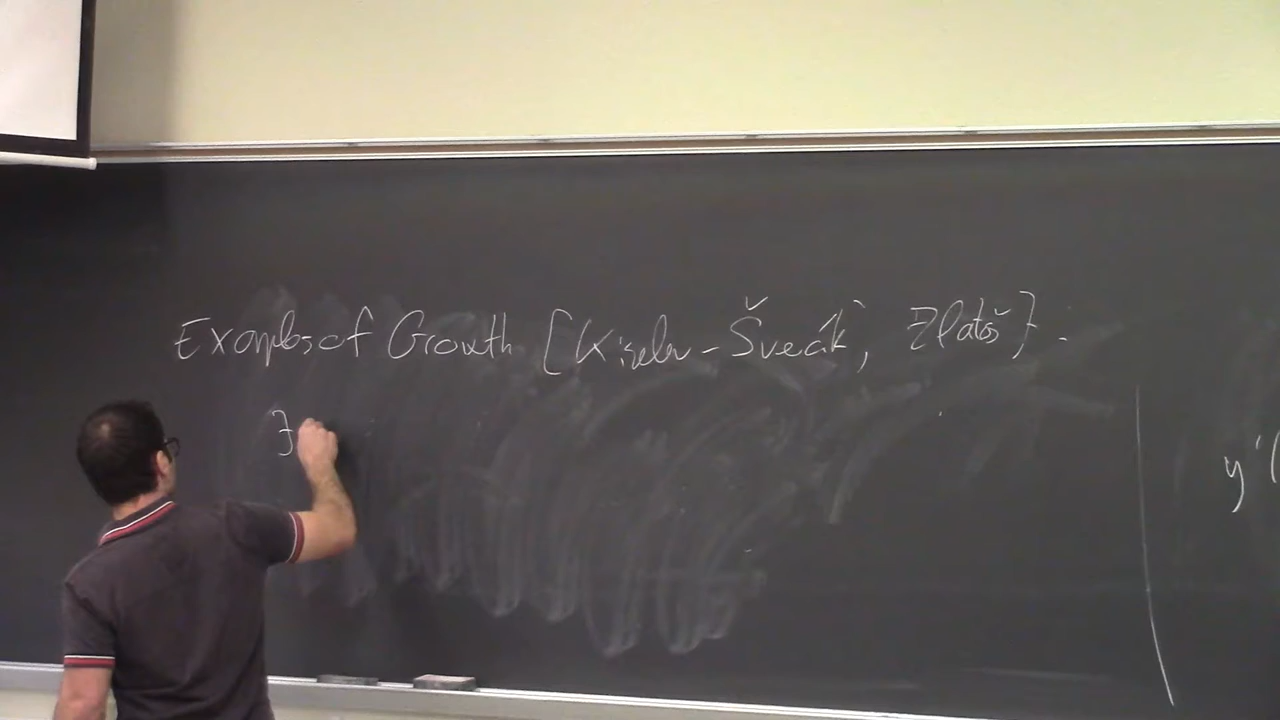 Examples of Growth [Kiselev - Šverák, Zlatoš] :
∃
y'(